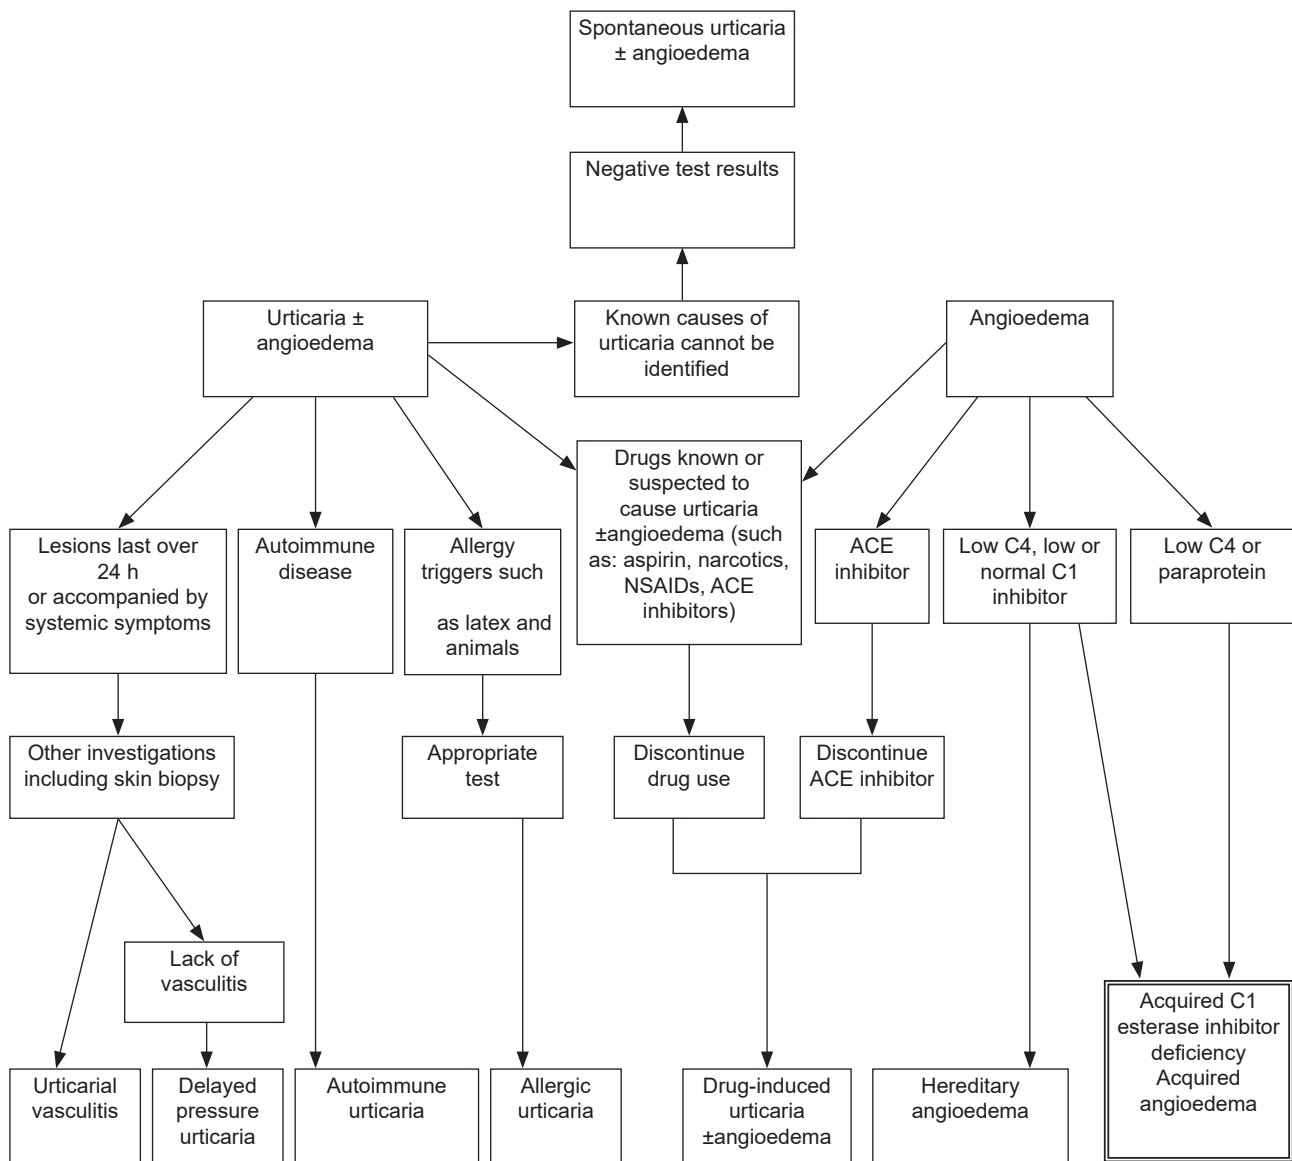 Spontaneous urticaria
± angioedema
Negative test results
Urticaria ±
angioedema
Known causes of
urticaria cannot be
identified
Angioedema
Drugs known or
suspected to
cause urticaria
±angioedema (such
as: aspirin, narcotics,
NSAIDs, ACE
inhibitors)
Lesions last over
24 h
or accompanied by
systemic symptoms
Autoimmune
disease
Allergy
triggers such
as latex and
animals
ACE
inhibitor
Low C4, low or
normal C1
inhibitor
Low C4 or
paraprotein
Other investigations
including skin biopsy
Appropriate
test
Discontinue
drug use
Discontinue
ACE inhibitor
Lack of
vasculitis
Urticarial
vasculitis
Delayed
pressure
urticaria
Autoimmune
urticaria
Allergic
urticaria
Drug-induced
urticaria
±angioedema
Hereditary
angioedema
Acquired C1
esterase inhibitor
deficiency
Acquired
angioedema